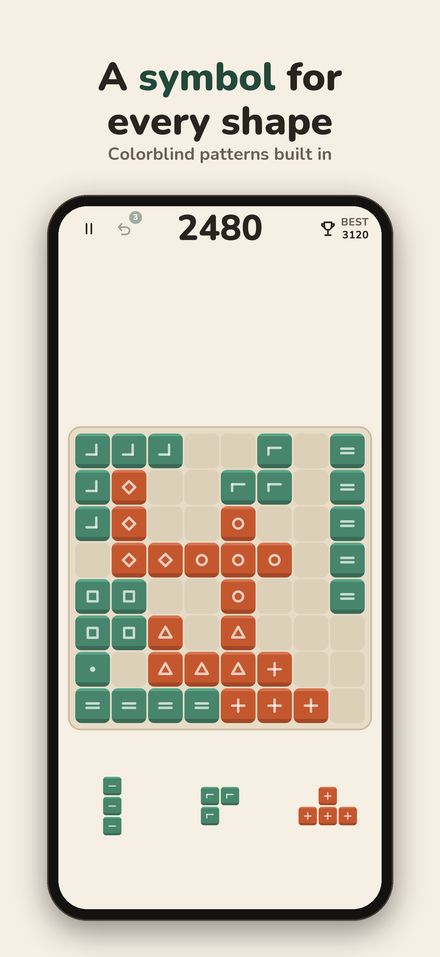 A symbol for
every shape
Colorblind patterns built in
3
2480
BEST
3120